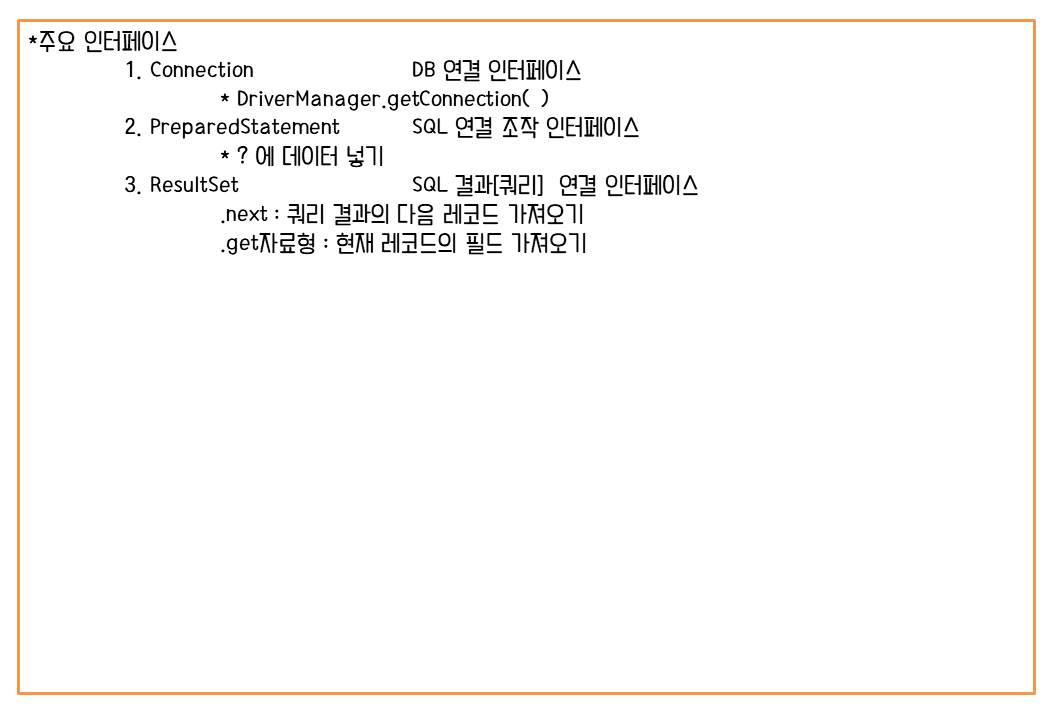 *주요 인터페이스
1. Connection DB 연결 인터페이스
* DriverManager.getConnection( )
2. PreparedStatement SQL 연결 조작 인터페이스
* ? 에 데이터 넣기
3. ResultSet SQL 결과[쿼리] 연결 인터페이스
.next : 쿼리 결과의 다음 레코드 가져오기
.get자료형 : 현재 레코드의 필드 가져오기